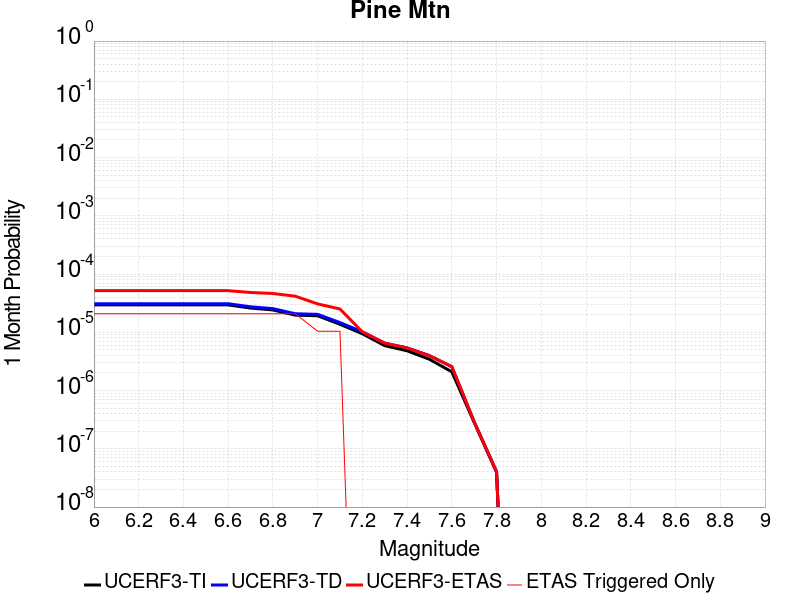 Pine Mtn
10^0
10^-1
10^-2
10^-3
10^-4
10^-5
10^-6
10^-7
10^-8
1 Month Probability
6 6.2 6.4 6.6 6.8 7 7.2 7.4 7.6 7.8 8 8.2 8.4 8.6 8.8 9
Magnitude
UCERF3-TI UCERF3-TD UCERF3-ETAS ETAS Triggered Only